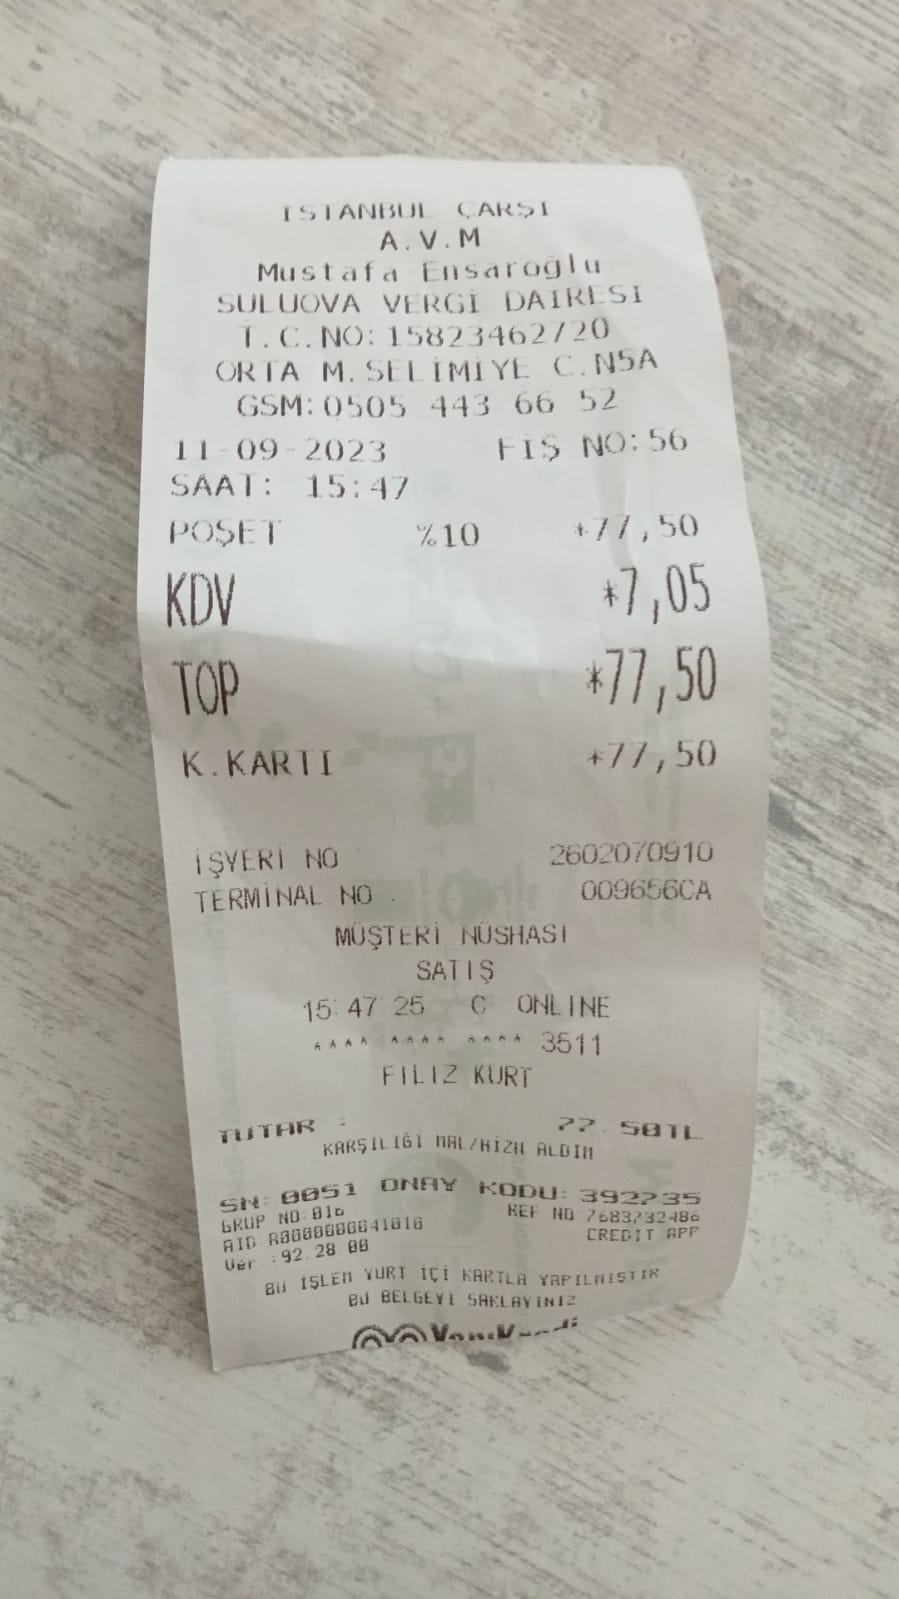 İSTANBUL ÇARŞI
A.V.M
Mustafa Ensaroğlu
SULUOVA VERGİ DAİRESİ
T.C.NO:15823462720
ORTA M.SELİMİYE C.N5A
GSM:0505 443 66 52
11-09-2023 FİŞ NO:56
SAAT: 15:47
POŞET %10 *77,50
KDV *7,05
TOP *77,50
K.KARTI *77,50
İŞYERİ NO 2602070910
TERMİNAL NO 009656CA
MÜŞTERİ NÜSHASI
SATIŞ
15:47:25 C ONLINE
**** **** **** 3511
FILIZ KURT
TUTAR : 77.50TL
KARŞILIĞI MAL/HİZM ALDIM
SN: 0051 ONAY KODU: 392735
GRUP NO:016 REF NO 7683732486
AID:A0000000041010 CREDIT APP
Ver :92.28.00
BU İŞLEM YURT İÇİ KARTLA YAPILMIŞTIR
BU BELGEYİ SAKLAYINIZ